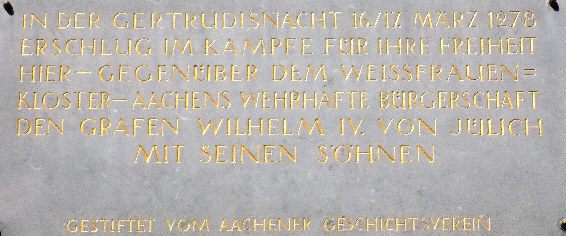 IN DER GERTRUDISNACHT 16/17. MÄRZ 1278
ERSCHLUG IM KAMPFE FÜR IHRE FREIHEIT
HIER-GEGENÜBER DEM WEISSFRAUEN=
KLOSTER-AACHENS WEHRHAFTE BÜRGERSCHAFT
DEN GRAFEN WILHELM IV. VON JÜLICH
MIT SEINEN SÖHNEN
GESTIFTET VOM AACHENER GESCHICHTSVEREIN